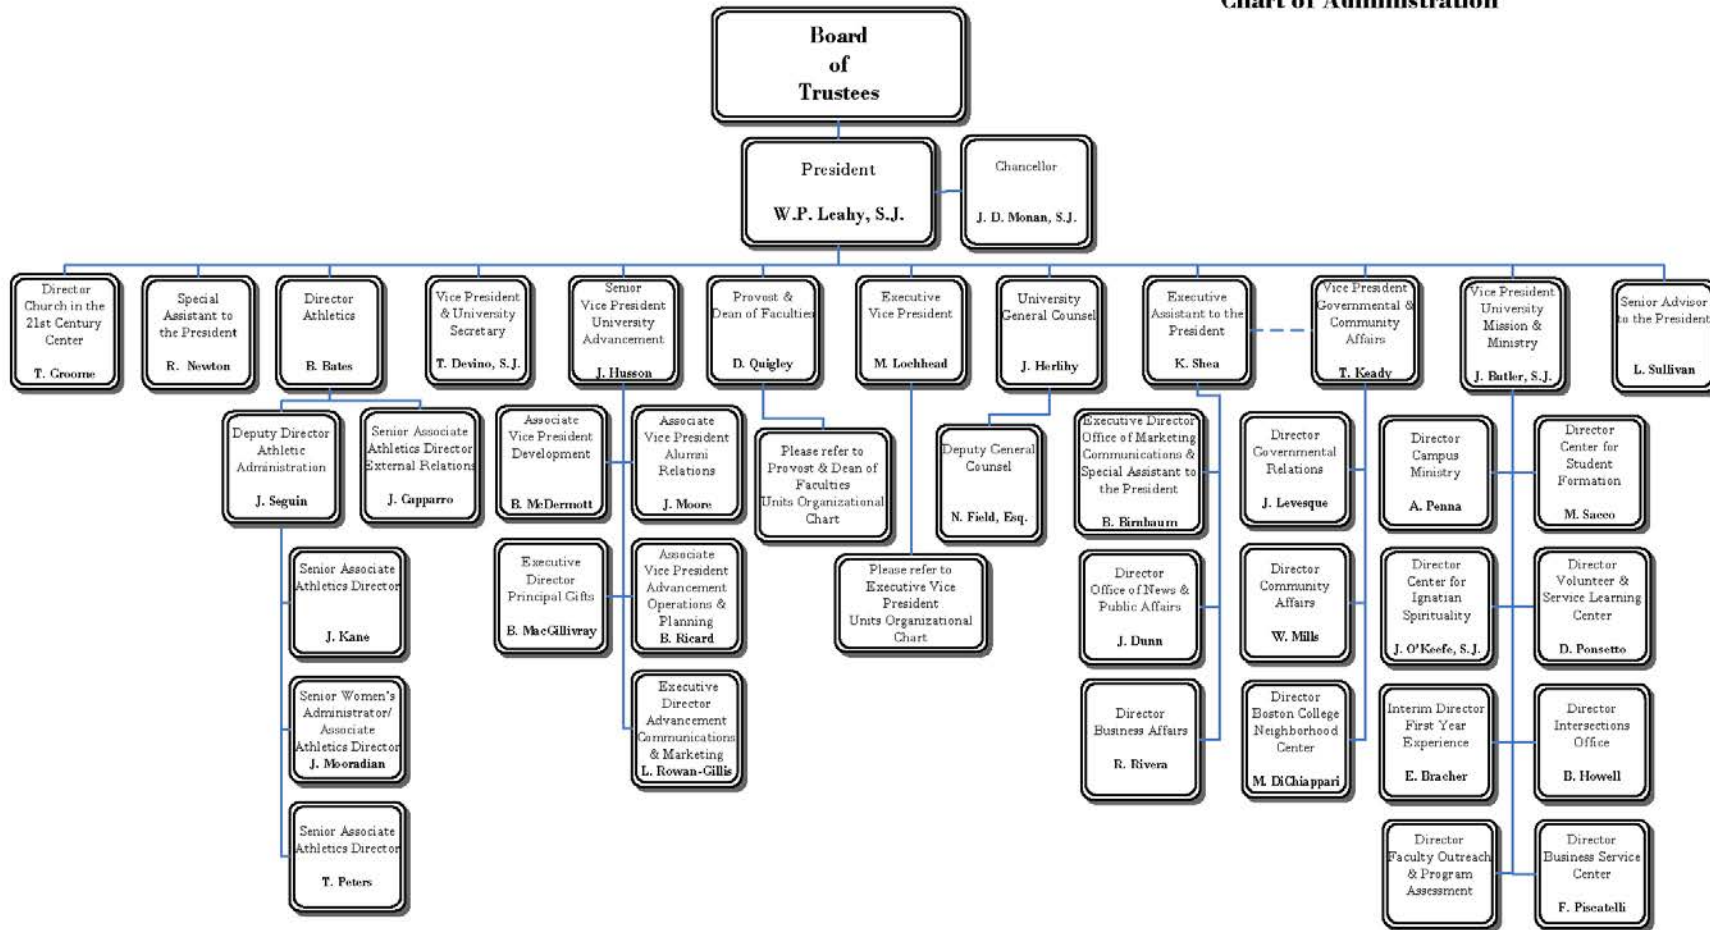 Chart of Administration
Board
of
Trustees
President
W.P. Leahy, S.J.
Chancellor
J. D. Monan, S.J.
Director
Church in the
21st Century
Center
T. Groome
Special
Assistant to
the President
R. Newton
Director
Athletics
B. Bates
Vice President
& University
Secretary
T. Devino, S.J.
Senior
Vice President
University
Advancement
J. Husson
Provost &
Dean of Faculties
D. Quigley
Executive
Vice President
M. Lochhead
University
General Counsel
J. Herlihy
Executive
Assistant to the
President
K. Shea
Vice President
Governmental &
Community
Affairs
T. Keady
Vice President
University
Mission &
Ministry
J. Butler, S.J.
Senior Advisor
to the President
L. Sullivan
Deputy Director
Athletic
Administration
J. Seguin
Senior Associate
Athletics Director
External Relations
J. Capparro
Associate
Vice President
Development
B. McDermott
Associate
Vice President
Alumni
Relations
J. Moore
Please refer to
Provost & Dean of
Faculties
Units Organizational
Chart
Deputy General
Counsel
N. Field, Esq.
Executive Director
Office of Marketing
Communications &
Special Assistant to
the President
B. Birnbaum
Director
Governmental
Relations
J. Levesque
Director
Campus
Ministry
A. Penna
Director
Center for
Student
Formation
M. Sacco
Senior Associate
Athletics Director
J. Kane
Executive
Director
Principal Gifts
B. MacGillivray
Associate
Vice President
Advancement
Operations &
Planning
B. Ricard
Please refer to
Executive Vice
President
Units Organizational
Chart
Director
Office of News &
Public Affairs
J. Dunn
Director
Community
Affairs
W. Mills
Director
Center for
Ignatian
Spirituality
J. O'Keefe, S.J.
Director
Volunteer &
Service Learning
Center
D. Ponsetto
Senior Women's
Administrator/
Associate
Athletics Director
J. Mooradian
Executive
Director
Advancement
Communications
& Marketing
L. Rowan-Gillis
Director
Business Affairs
R. Rivera
Director
Boston College
Neighborhood
Center
M. DiChiappari
Interim Director
First Year
Experience
E. Bracher
Director
Intersections
Office
B. Howell
Senior Associate
Athletics Director
T. Peters
Director
Faculty Outreach
& Program
Assessment
Director
Business Service
Center
F. Piscatelli